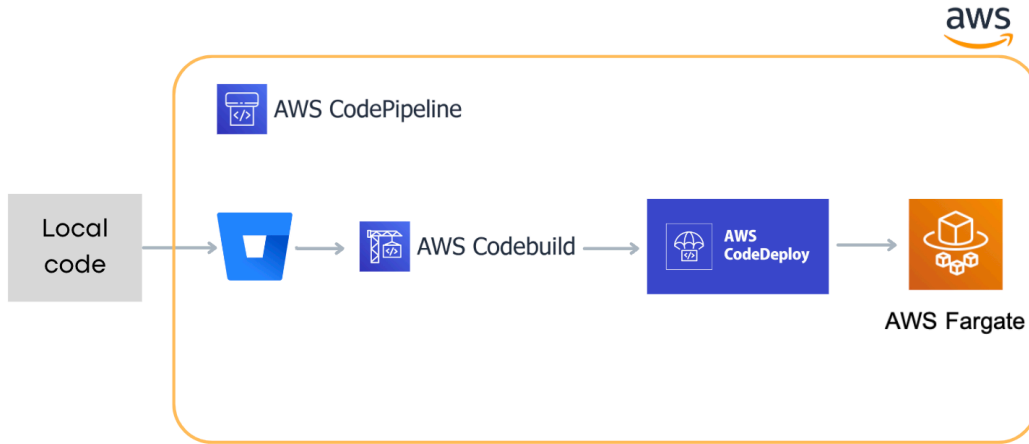 aws
AWS CodePipeline
Local
code
</>
AWS Codebuild
AWS
CodeDeploy
AWS Fargate